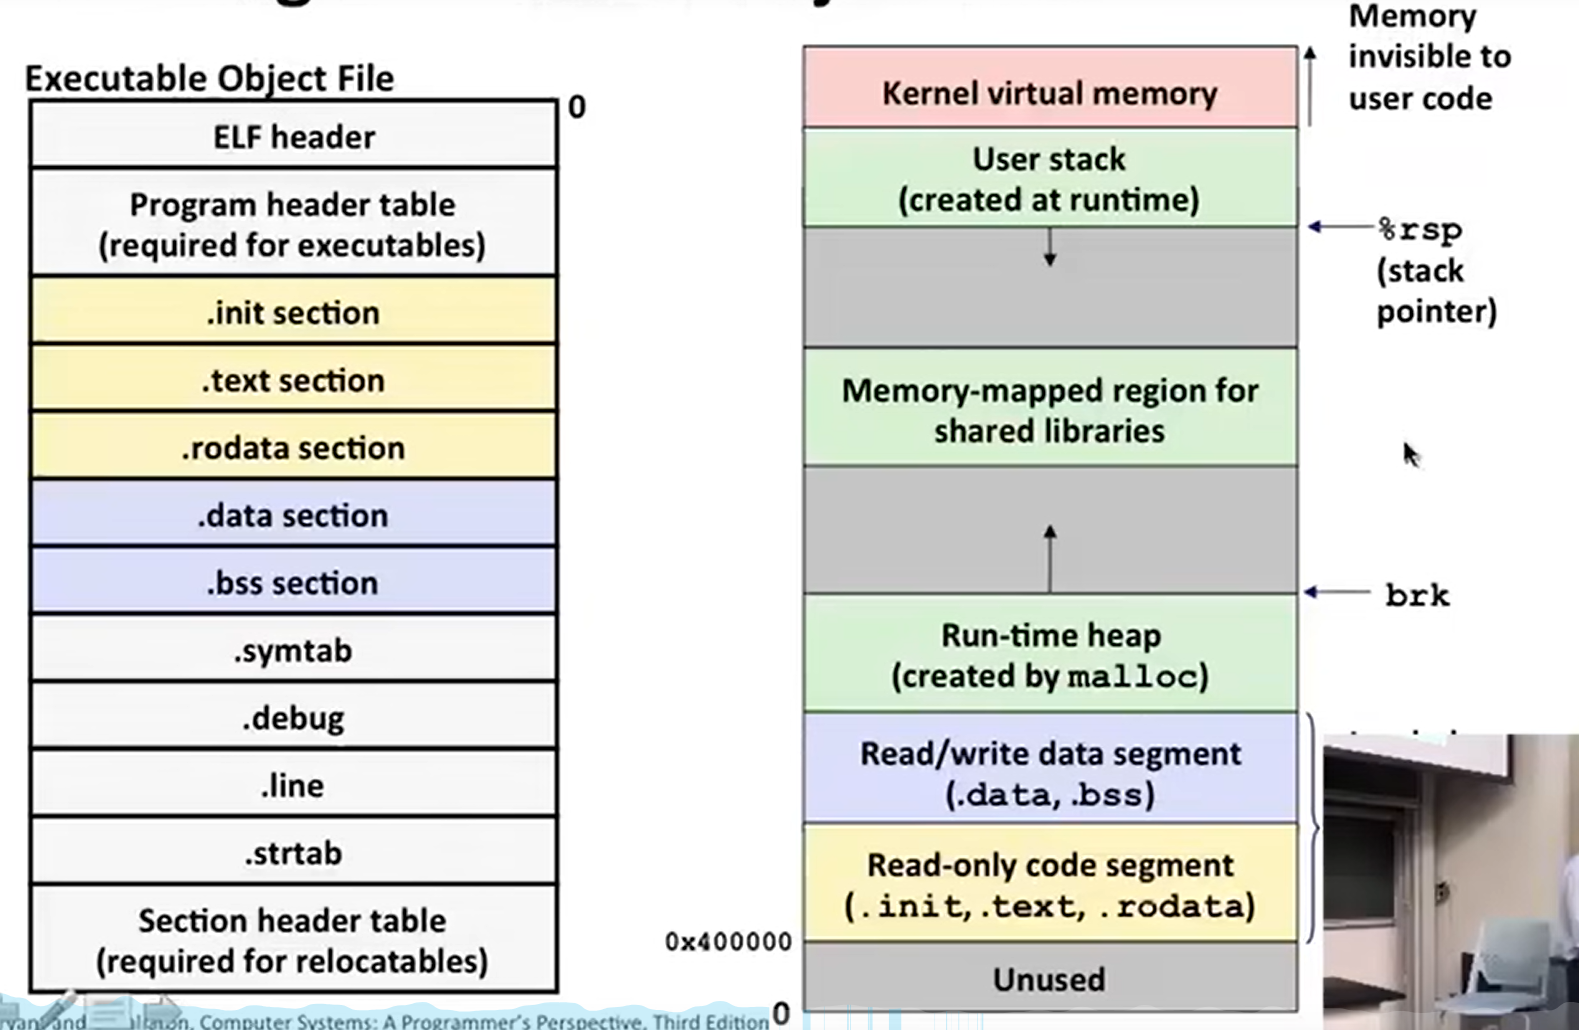 Executable Object File
0
ELF header
Program header table
(required for executables)
.init section
.text section
.rodata section
.data section
.bss section
.symtab
.debug
.line
.strtab
Section header table
(required for relocatables)
Kernel virtual memory
User stack
(created at runtime)
Memory-mapped region for
shared libraries
Run-time heap
(created by malloc)
Read/write data segment
(.data, .bss)
Read-only code segment
(.init, .text, .rodata)
Unused
0x400000
0
Memory
invisible to
user code
%rsp
(stack
pointer)
brk
and Computer Systems: A Programmer's Perspective, Third Edition